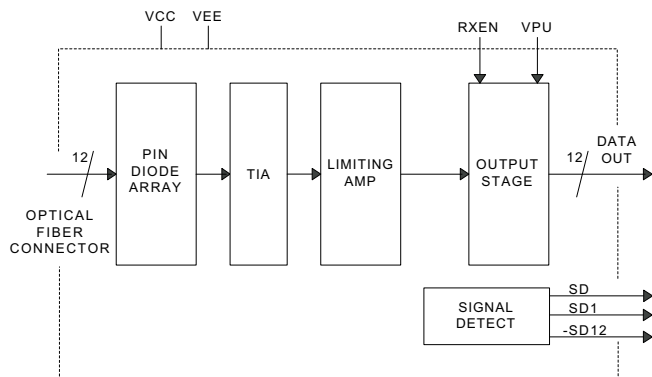 VCC VEE
RXEN VPU
12
PIN
DIODE
ARRAY
TIA
LIMITING
AMP
OUTPUT
STAGE
12
DATA
OUT
OPTICAL
FIBER
CONNECTOR
SIGNAL
DETECT
SD
SD1
-SD12